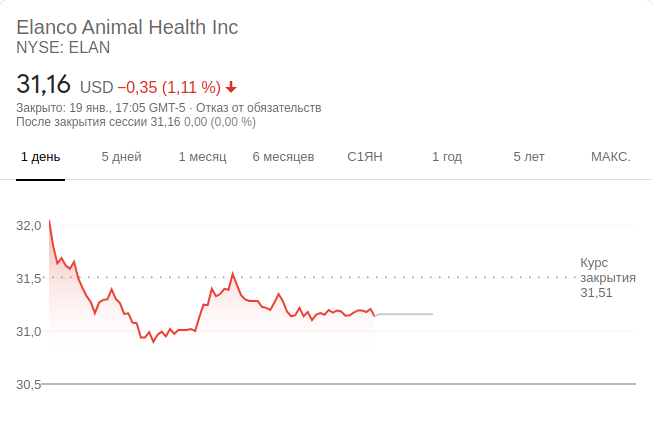 Elanco Animal Health Inc
NYSE: ELAN
31,16 USD −0,35 (1,11 %)
Закрыто: 19 янв., 17:05 GMT-5 · Отказ от обязательств
После закрытия сессии 31,16 0,00 (0,00 %)
1 день 5 дней 1 месяц 6 месяцев С1ЯН 1 год 5 лет МАКС.
32,0
31,5
31,0
30,5
Курс
закрытия
31,51